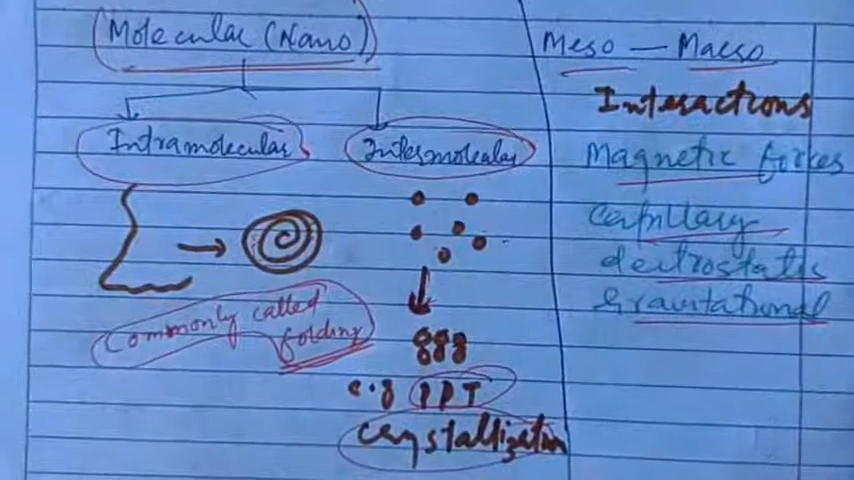 Molecular (Nano)
Intramolecular
Intermolecular
Commonly called
folding
e.g PPT
Crystallization
Meso – Macro
Interactions
Magnetic forces
Capillary
electrostatic
Gravitational